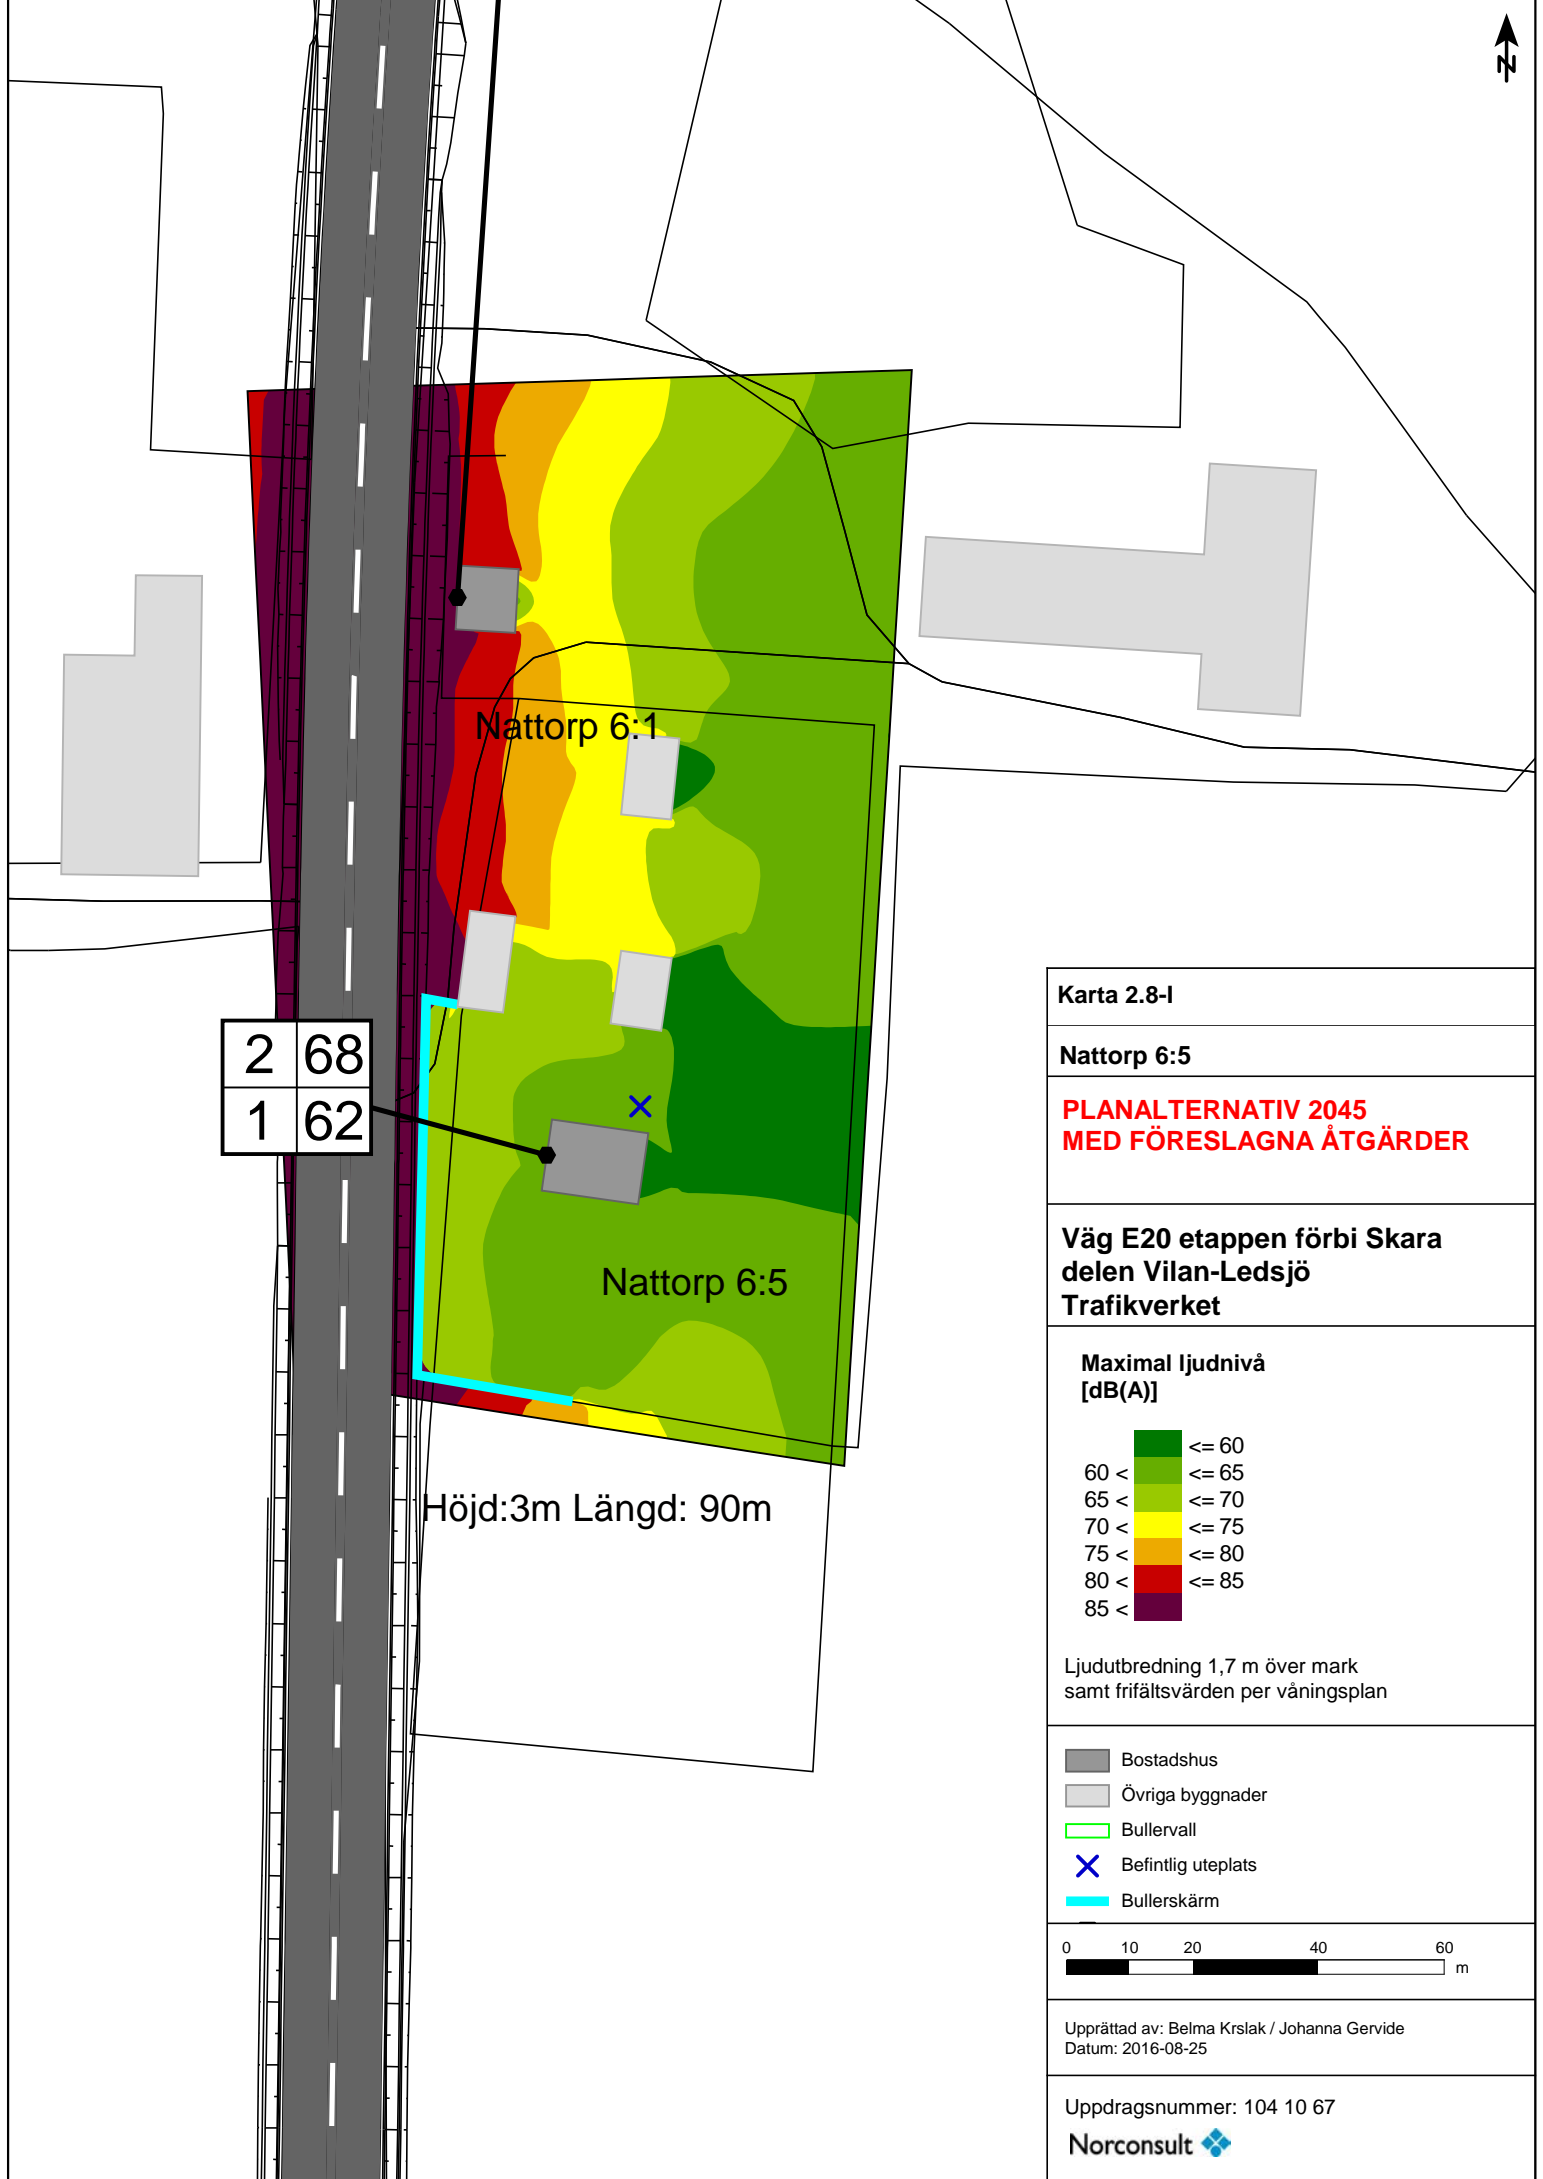 N
Nattorp 6:1
2 68
1 62
Nattorp 6:5
Höjd:3m Längd: 90m
Karta 2.8-I
Nattorp 6:5
PLANALTERNATIV 2045
MED FÖRESLAGNA ÅTGÄRDER
Väg E20 etappen förbi Skara
delen Vilan-Ledsjö
Trafikverket
Maximal ljudnivå
[dB(A)]
<= 60
60 < <= 65
65 < <= 70
70 < <= 75
75 < <= 80
80 < <= 85
85 <
Ljudutbredning 1,7 m över mark
samt frifältsvärden per våningsplan
Bostadshus
Övriga byggnader
Bullervall
Befintlig uteplats
Bullerskärm
0 10 20 40 60
m
Upprättad av: Belma Krslak / Johanna Gervide
Datum: 2016-08-25
Uppdragsnummer: 104 10 67
Norconsult